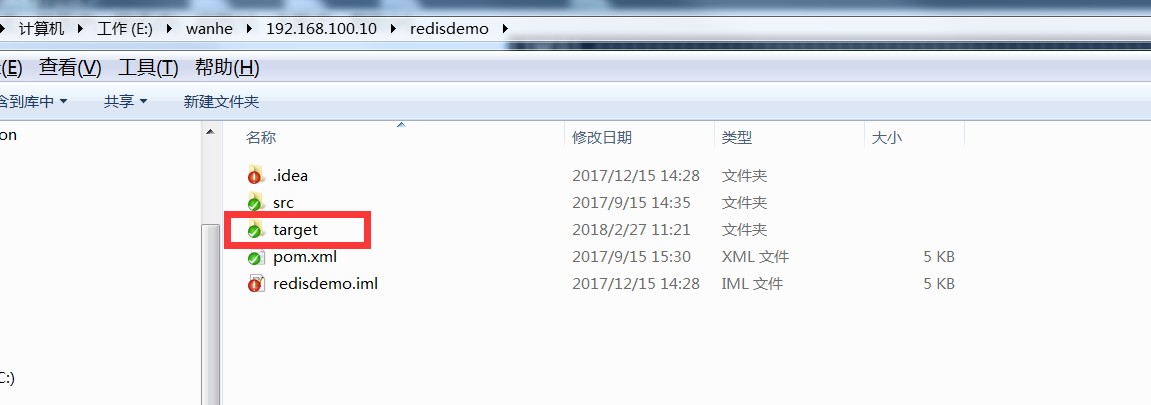 计算机 工作 (E:) wanhe 192.168.100.10 redisdemo
(E) 查看(V) 工具(T) 帮助(H)
含到库中 共享 新建文件夹
on
名称 修改日期 类型 大小
.idea 2017/12/15 14:28 文件夹
src 2017/9/15 14:35 文件夹
target 2018/2/27 11:21 文件夹
pom.xml 2017/9/15 15:30 XML 文件 5 KB
redisdemo.iml 2017/12/15 14:28 IML 文件 5 KB
C:)